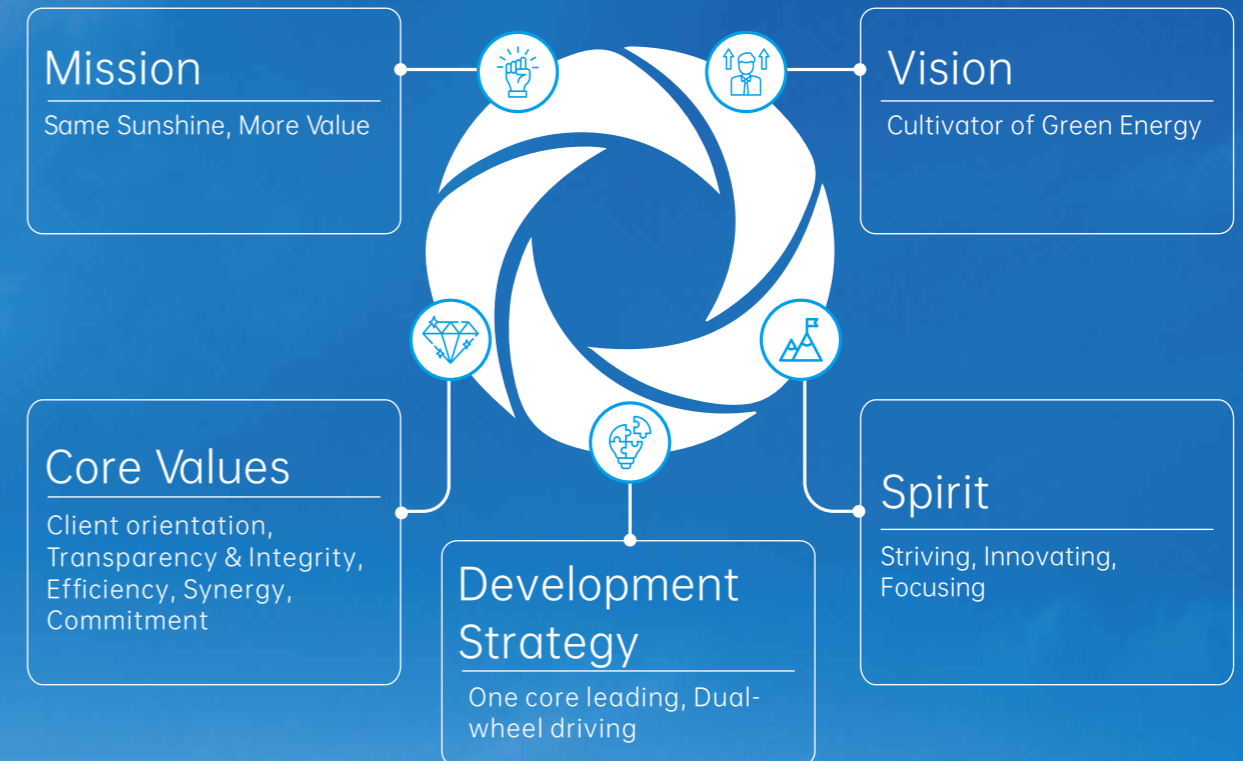 Mission
Same Sunshine, More Value
Vision
Cultivator of Green Energy
Core Values
Client orientation,
Transparency & Integrity,
Efficiency, Synergy,
Commitment
Development
Strategy
One core leading, Dual-
wheel driving
Spirit
Striving, Innovating,
Focusing